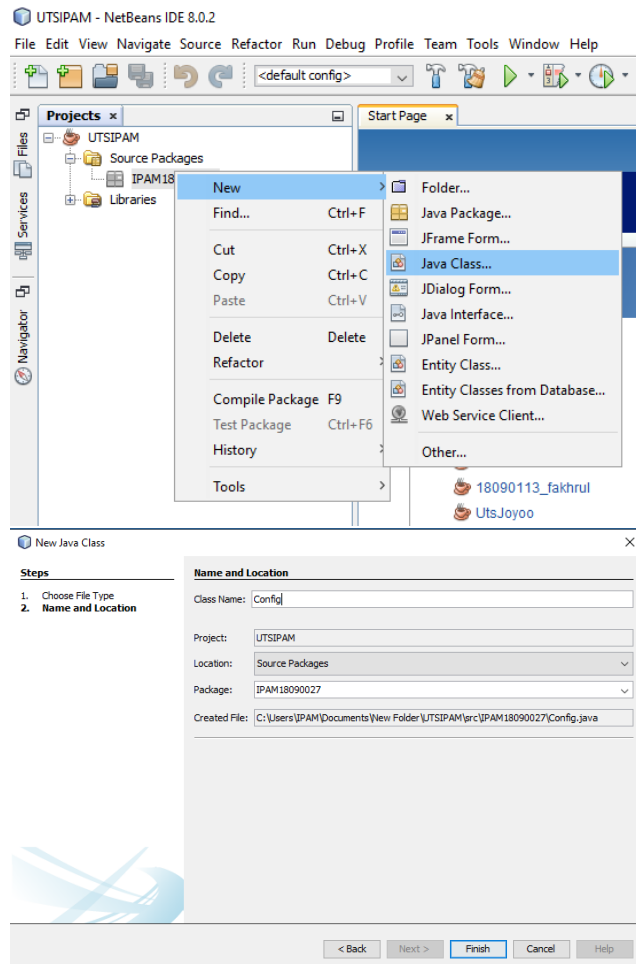 UTSIPAM - NetBeans IDE 8.0.2
File Edit View Navigate Source Refactor Run Debug Profile Team Tools Window Help
<default config>
Projects
Start Page
Files
Services
Navigator
UTSIPAM
Source Packages
IPAM18
Libraries
New
Find... Ctrl+F
Cut Ctrl+X
Copy Ctrl+C
Paste Ctrl+V
Delete Delete
Refactor
Compile Package F9
Test Package Ctrl+F6
History
Tools
Folder...
Java Package...
JFrame Form...
Java Class...
JDialog Form...
Java Interface...
JPanel Form...
Entity Class...
Entity Classes from Database...
Web Service Client...
Other...
18090113_fakhrul
UtsJoyoo
New Java Class
Steps
1. Choose File Type
2. Name and Location
Name and Location
Class Name: Config
Project: UTSIPAM
Location: Source Packages
Package: IPAM18090027
Created File: C:\Users\IPAM\Documents\New Folder\UTSIPAM\src\IPAM18090027\Config.java
< Back Next > Finish Cancel Help